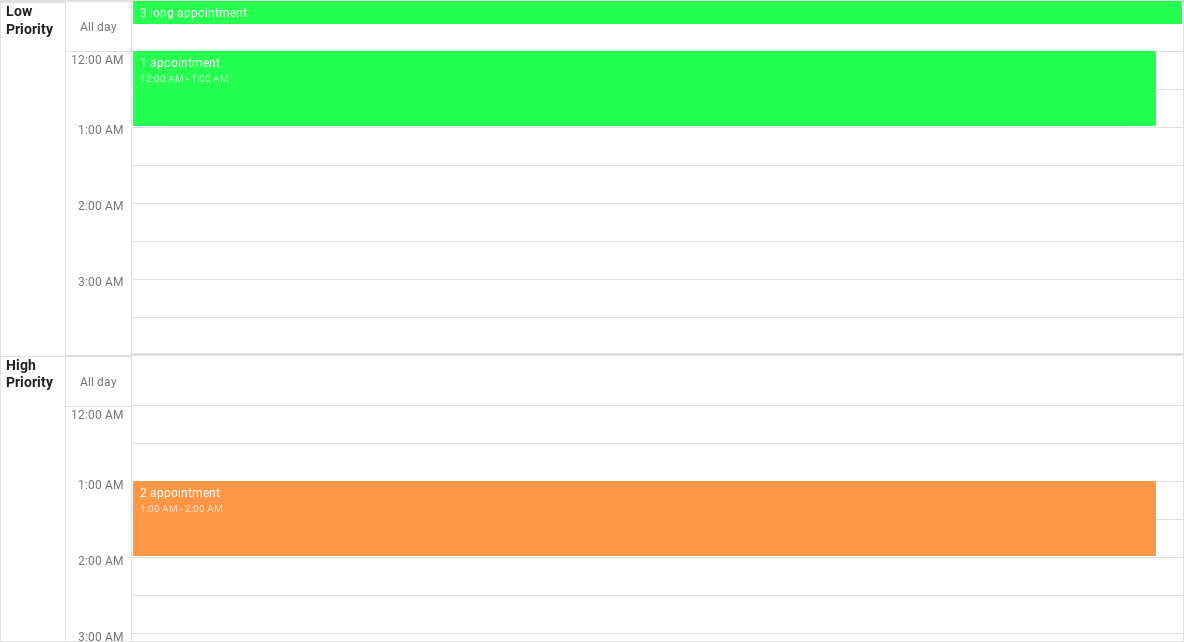 Low
Priority
All day
3 long appointment
12:00 AM
1 appointment
12:00 AM - 1:00 AM
1:00 AM
2:00 AM
3:00 AM
High
Priority
All day
12:00 AM
1:00 AM
2 appointment
1:00 AM - 2:00 AM
2:00 AM
3:00 AM